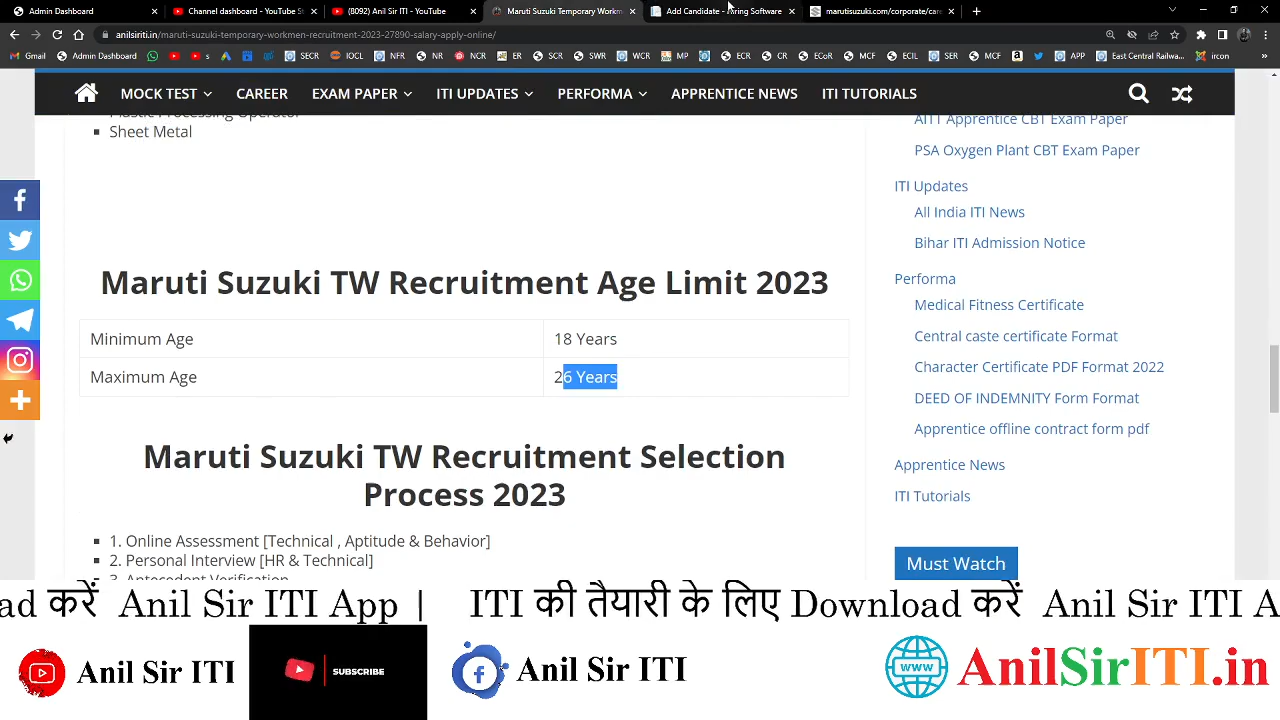 Admin Dashboard
Channel dashboard - YouTube S
(8092) Anil Sir ITI - YouTube
Maruti Suzuki Temporary Workm
Add Candidate - Hiring Software
marutisuzuki.com/corporate/care
anilsiriti.in/maruti-suzuki-temporary-workmen-recruitment-2023-27890-salary-apply-online/
Gmail
Admin Dashboard
s
SECR
IOCL
NFR
NR
NCR
ER
SCR
SWR
WCR
MP
ECR
CR
ECoR
MCF
ECIL
SER
MCF
APP
East Central Railwa...
ircon
MOCK TEST
CAREER
EXAM PAPER
ITI UPDATES
PERFORMA
APPRENTICE NEWS
ITI TUTORIALS
Plastic Processing Operator
Sheet Metal
Maruti Suzuki TW Recruitment Age Limit 2023
Minimum Age 18 Years
Maximum Age 26 Years
Maruti Suzuki TW Recruitment Selection
Process 2023
1. Online Assessment [Technical , Aptitude & Behavior]
2. Personal Interview [HR & Technical]
3. Antecedent Verification
AITT Apprentice CBT Exam Paper
PSA Oxygen Plant CBT Exam Paper
ITI Updates
All India ITI News
Bihar ITI Admission Notice
Performa
Medical Fitness Certificate
Central caste certificate Format
Character Certificate PDF Format 2022
DEED OF INDEMNITY Form Format
Apprentice offline contract form pdf
Apprentice News
ITI Tutorials
Must Watch
ad करें Anil Sir ITI App | ITI की तैयारी के लिए Download करें Anil Sir ITI A
Anil Sir ITI
SUBSCRIBE
Anil Sir ITI
www
AnilSirITI.in